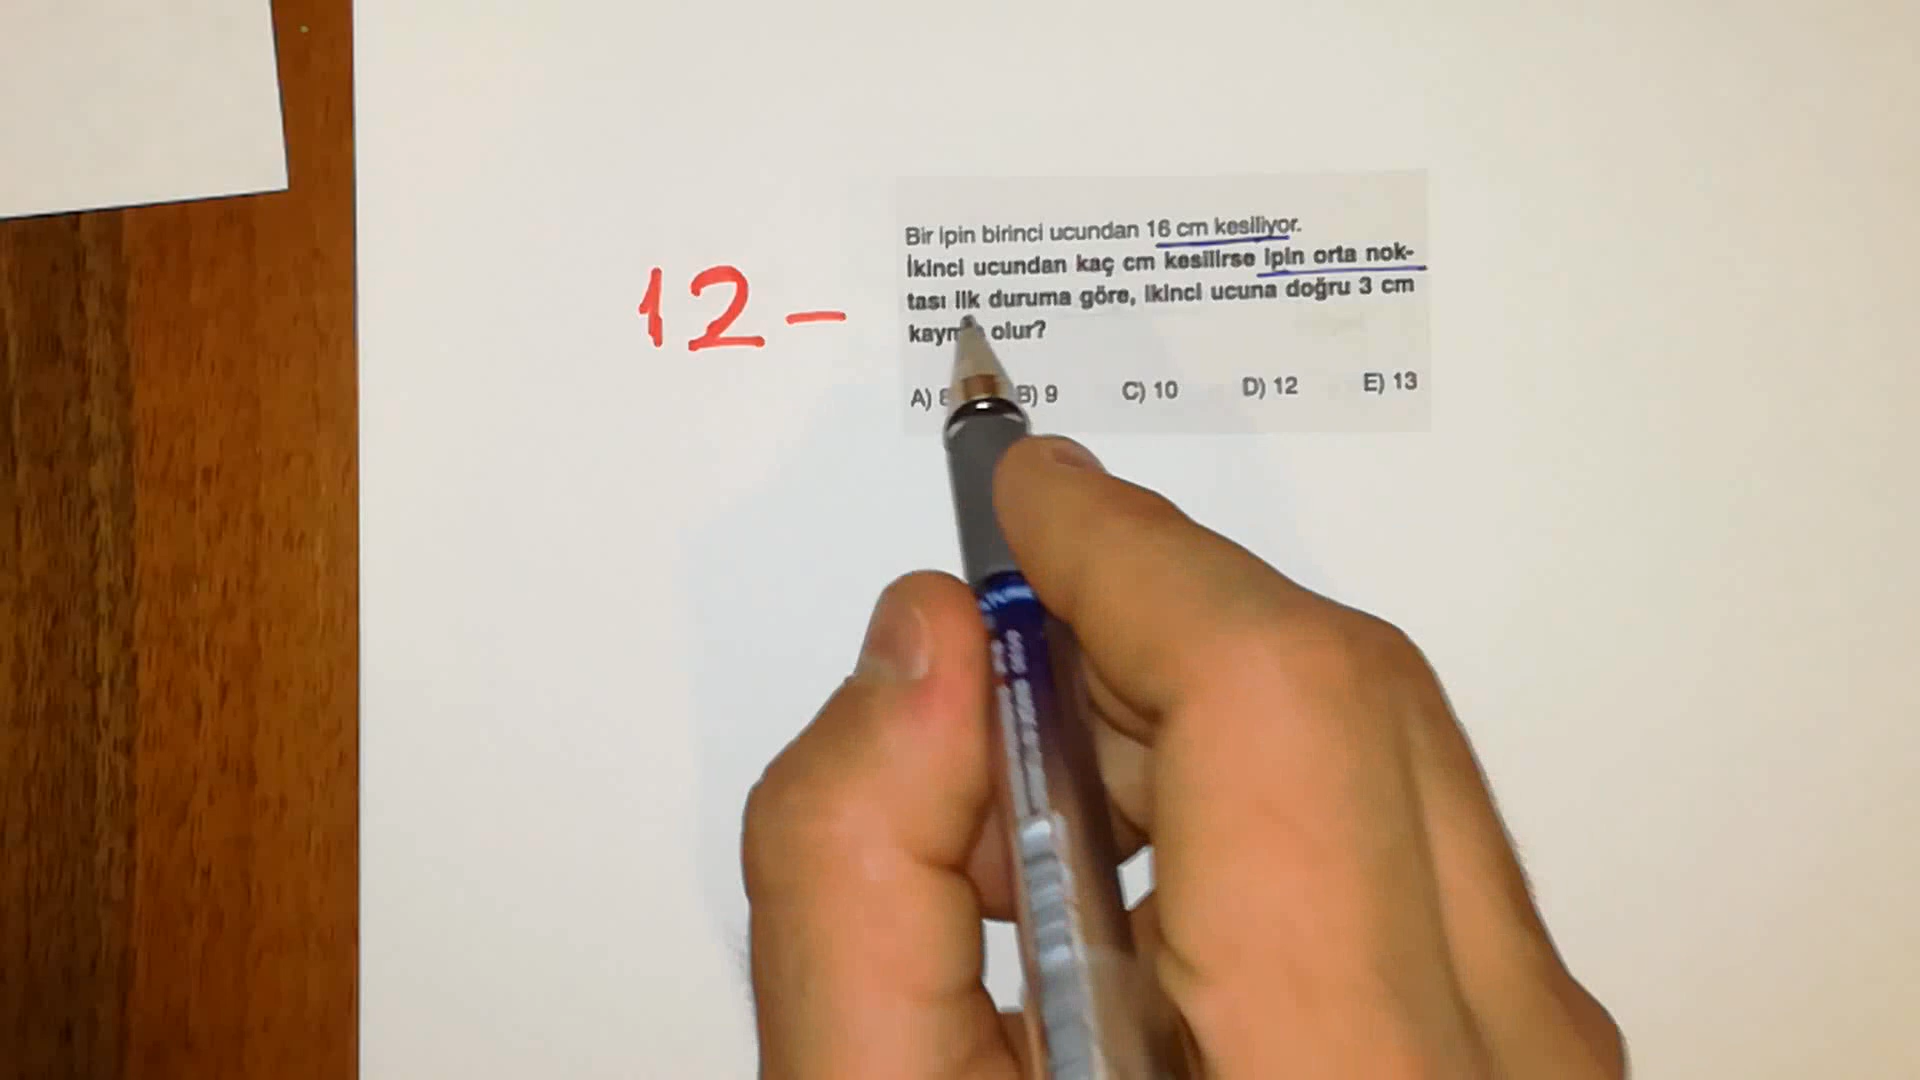 12-
Bir ipin birinci ucundan 16 cm kesiliyor.
İkinci ucundan kaç cm kesilirse ipin orta nok-
tası ilk duruma göre, ikinci ucuna doğru 3 cm
olur?
A) B) 9 C) 10 D) 12 E) 13